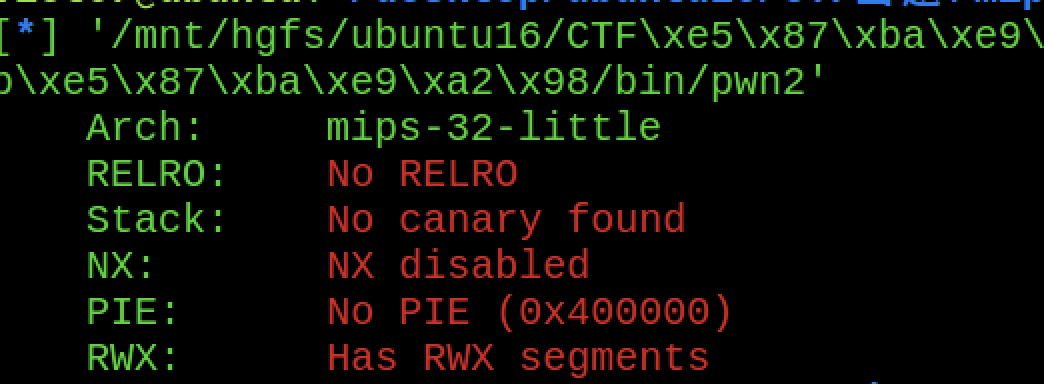 [*] '/mnt/hgfs/ubuntu16/CTF\xe5\x87\xba\xe9\
b\xe5\x87\xba\xe9\xa2\x98/bin/pwn2'
Arch: mips-32-little
RELRO: No RELRO
Stack: No canary found
NX: NX disabled
PIE: No PIE (0x400000)
RWX: Has RWX segments